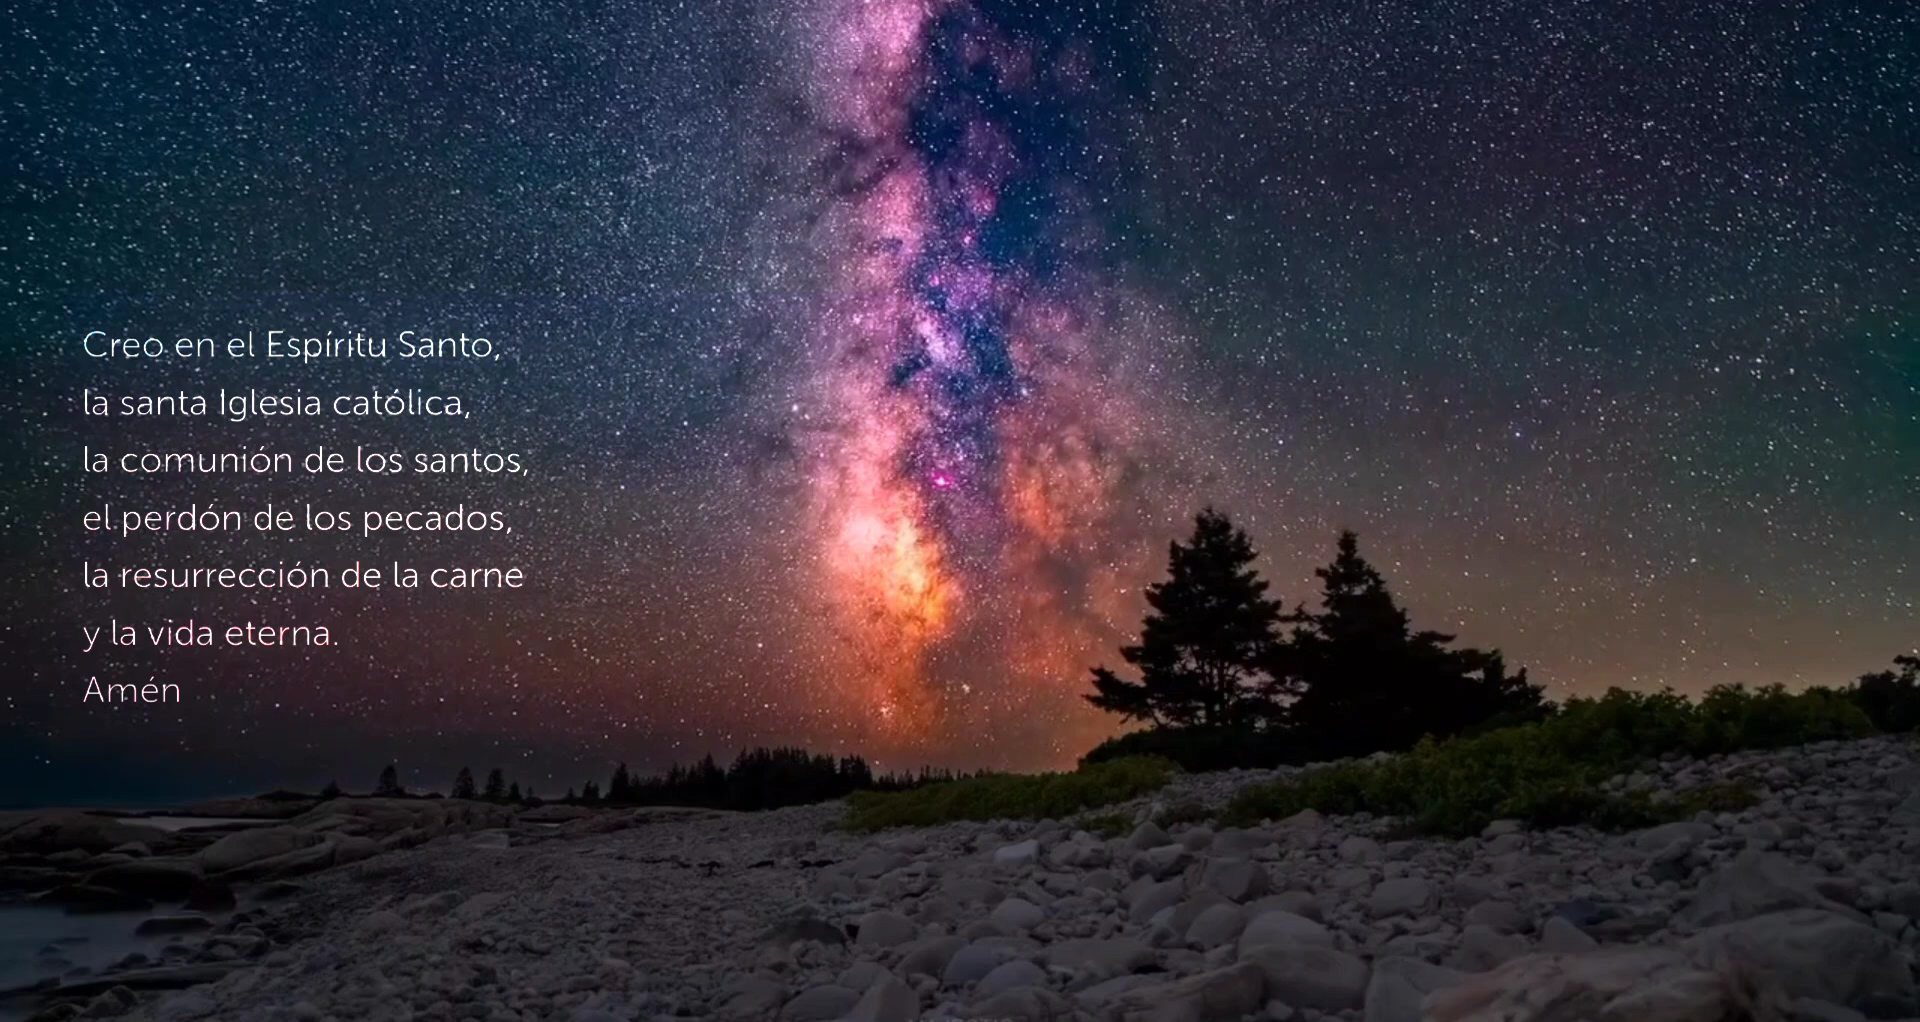 Creo en el Espíritu Santo,
la santa Iglesia católica,
la comunión de los santos,
el perdón de los pecados,
la resurrección de la carne
y la vida eterna.
Amén